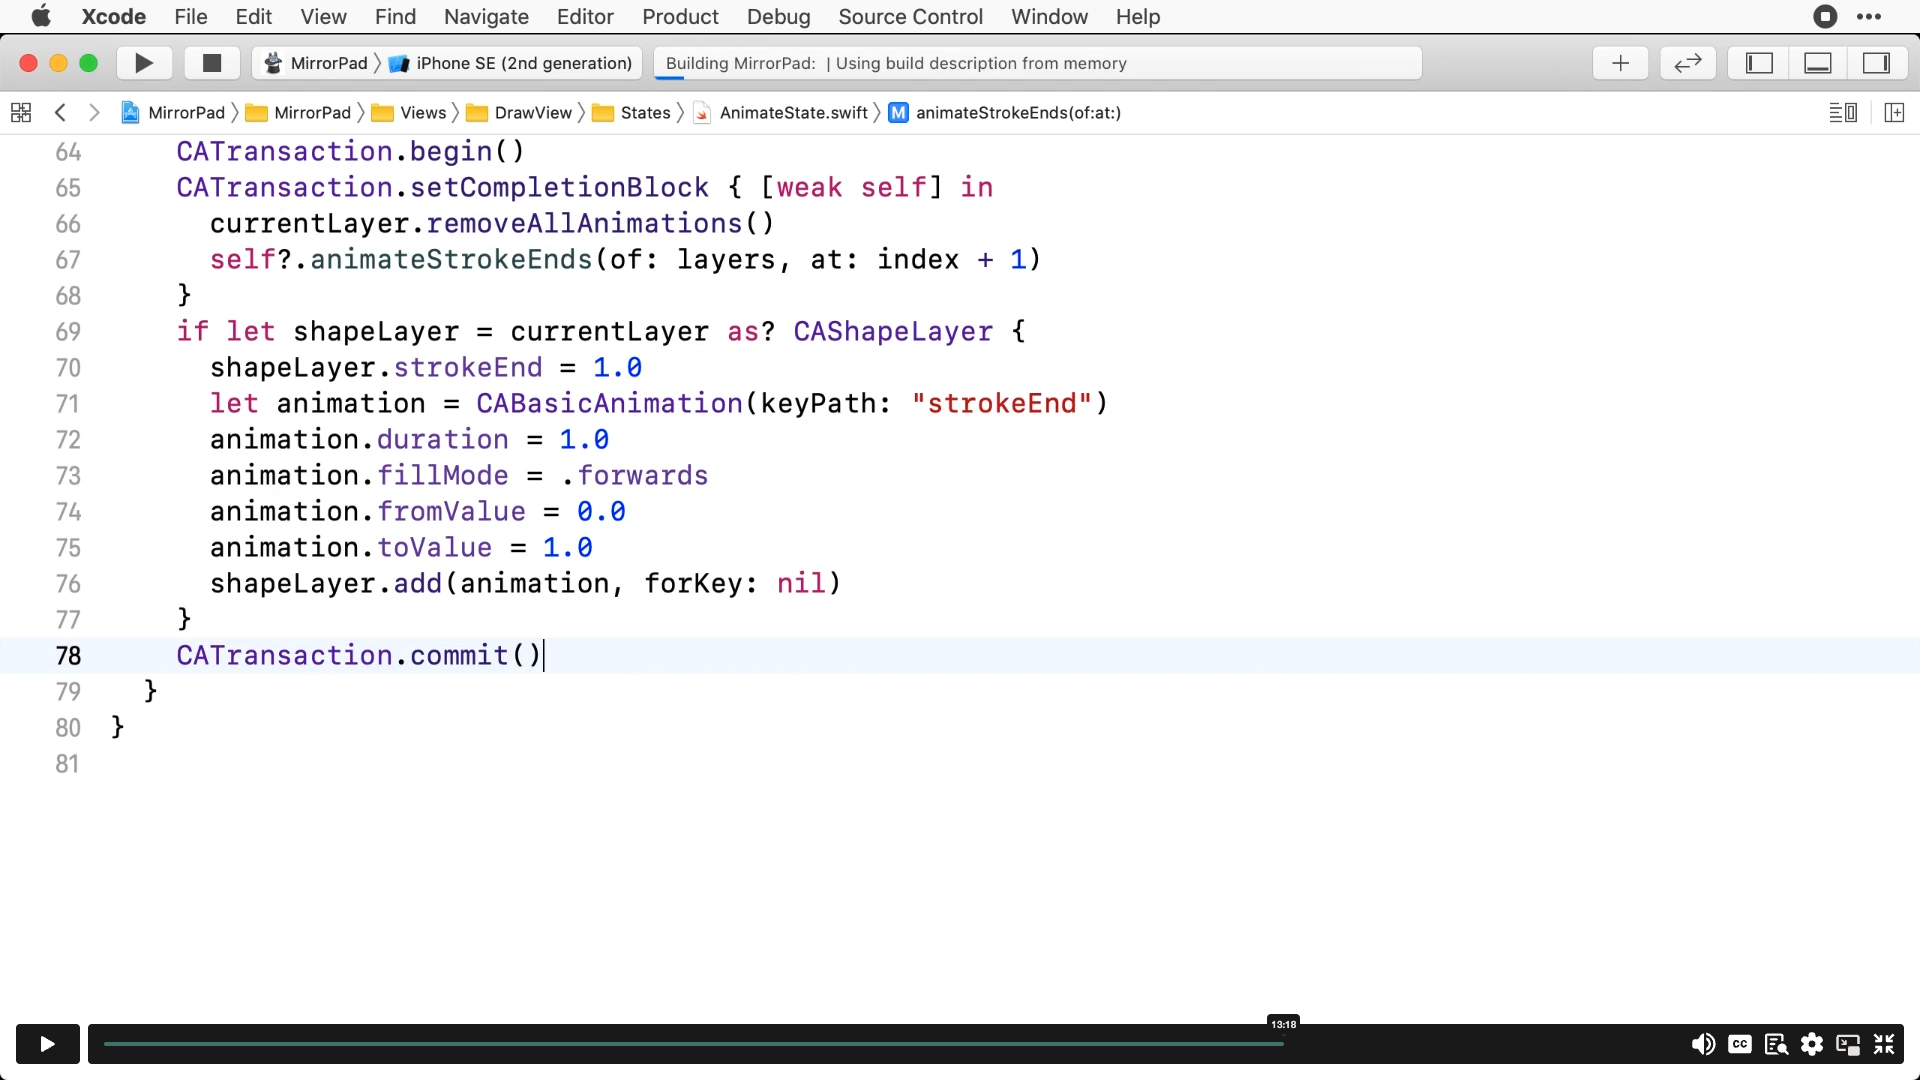 Xcode File Edit View Find Navigate Editor Product Debug Source Control Window Help
MirrorPad iPhone SE (2nd generation) Building MirrorPad: | Using build description from memory
MirrorPad MirrorPad Views DrawView States AnimateState.swift M animateStrokeEnds(of:at:)
64 CATransaction.begin()
65 CATransaction.setCompletionBlock { [weak self] in
66 currentLayer.removeAllAnimations()
67 self?.animateStrokeEnds(of: layers, at: index + 1)
68 }
69 if let shapeLayer = currentLayer as? CAShapeLayer {
70 shapeLayer.strokeEnd = 1.0
71 let animation = CABasicAnimation(keyPath: "strokeEnd")
72 animation.duration = 1.0
73 animation.fillMode = .forwards
74 animation.fromValue = 0.0
75 animation.toValue = 1.0
76 shapeLayer.add(animation, forKey: nil)
77 }
78 CATransaction.commit()
79 }
80 }
81
13:18
CC